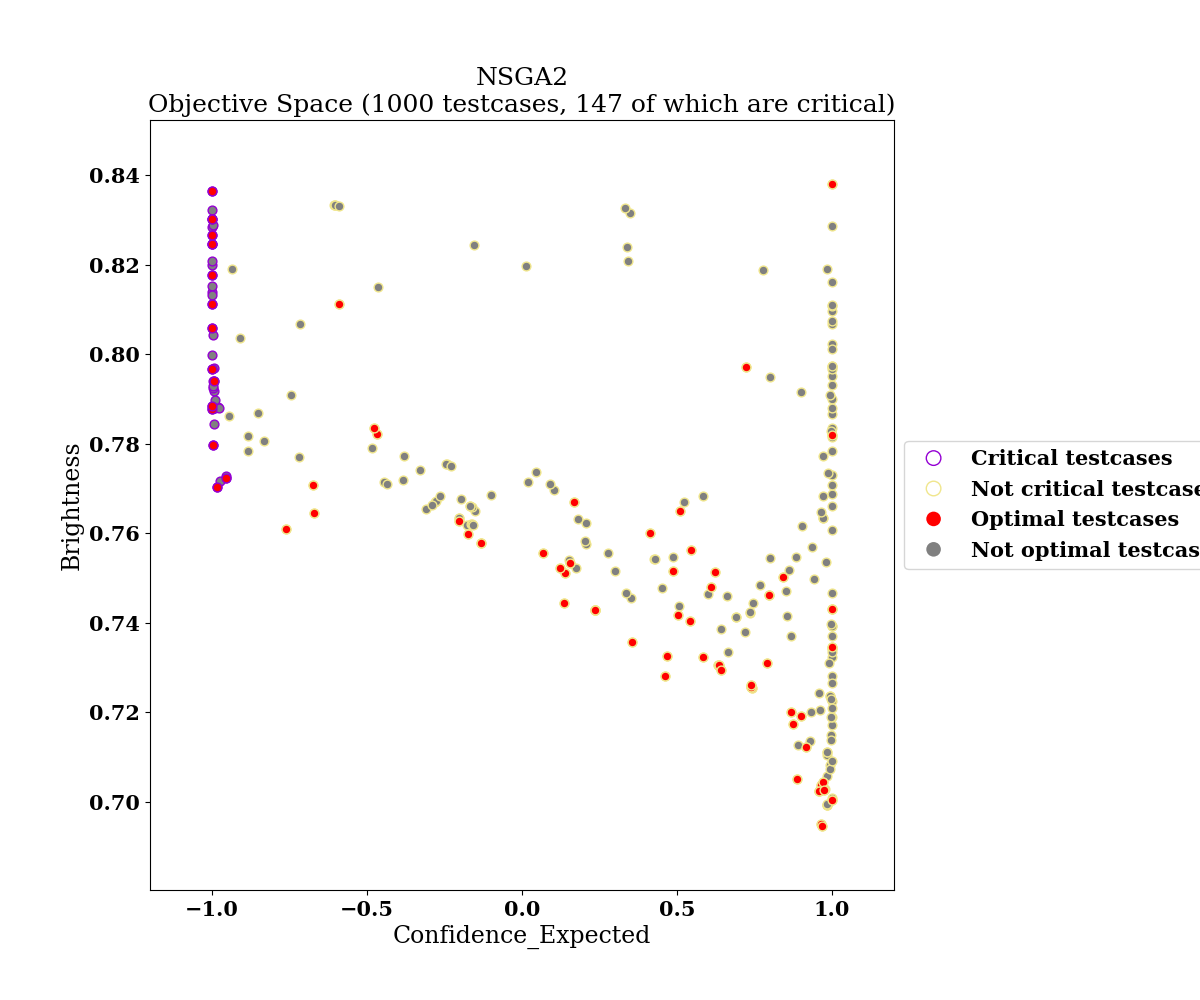 NSGA2
Objective Space (1000 testcases, 147 of which are critical)
0.84
0.82
0.80
0.78
0.76
0.74
0.72
0.70
Brightness
−1.0
−0.5
0.0
0.5
1.0
Confidence_Expected
Critical testcases
Not critical testcase
Optimal testcases
Not optimal testcas